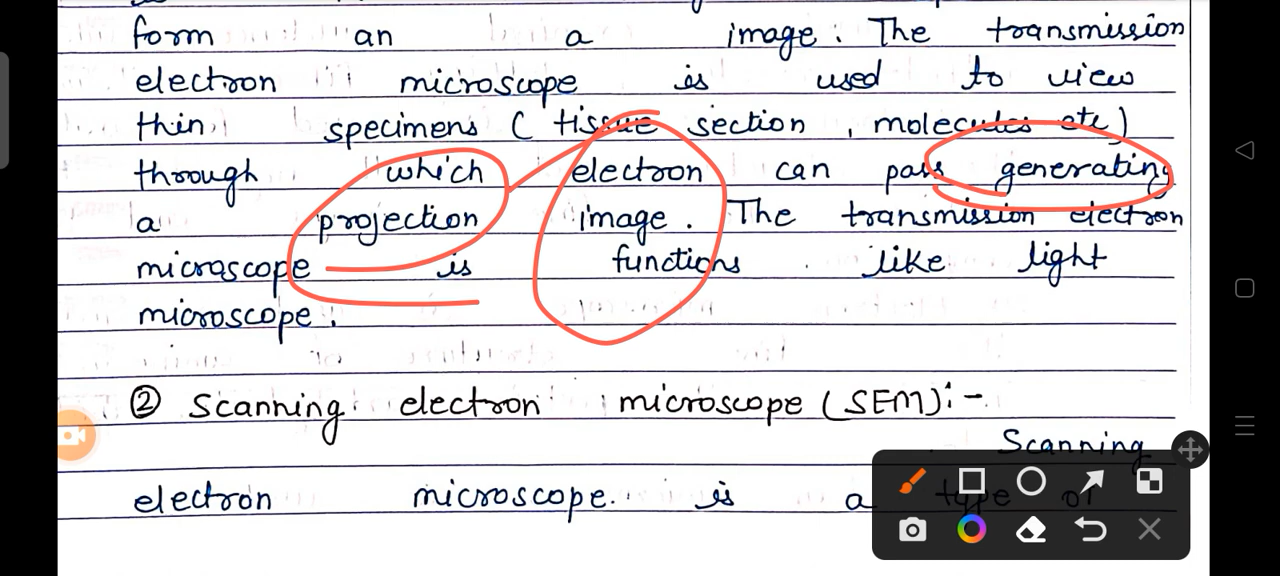 form an a image. The transmission
electron microscope is used to view
thin specimens ( tissue section , molecules etc )
through which electron can pass generating
a projection image. The transmission electron
microscope is functions like light
microscope.
② Scanning electron microscope (SEM):-
Scanning
electron microscope. is a type of